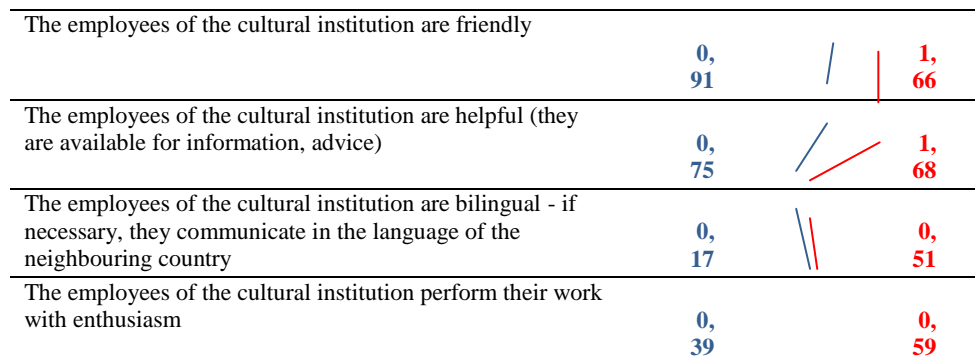 The employees of the cultural institution are friendly
0, 1,
91 66
The employees of the cultural institution are helpful (they
are available for information, advice) 0, 1,
75 68
The employees of the cultural institution are bilingual - if
necessary, they communicate in the language of the 0, 0,
neighbouring country 17 51
The employees of the cultural institution perform their work
with enthusiasm 0, 0,
39 59